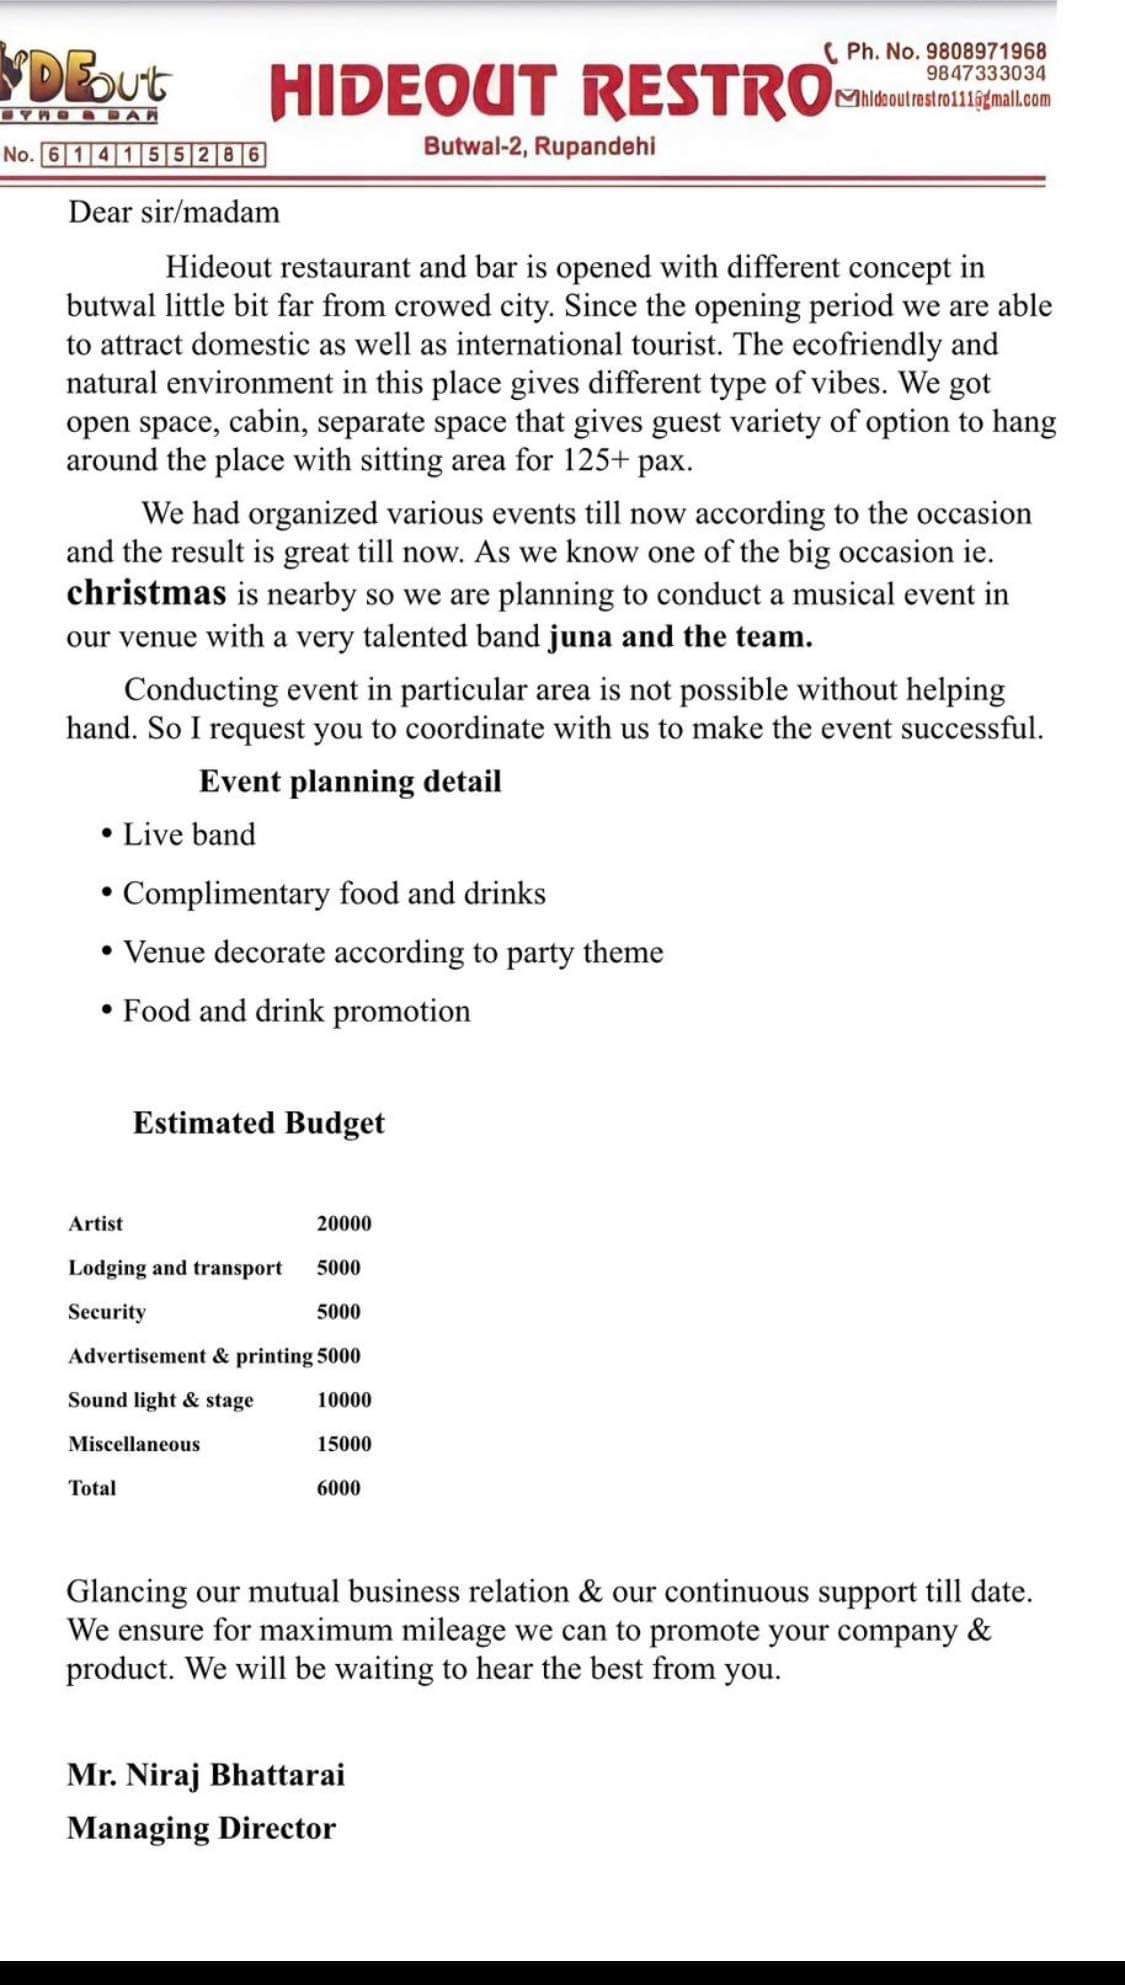 DEout
HIDEOUT RESTRO
Ph. No. 9808971968
9847333034
hideoutrestro111@gmail.com
No. 614155286
Butwal-2, Rupandehi
Dear sir/madam
Hideout restaurant and bar is opened with different concept in
butwal little bit far from crowed city. Since the opening period we are able
to attract domestic as well as international tourist. The ecofriendly and
natural environment in this place gives different type of vibes. We got
open space, cabin, separate space that gives guest variety of option to hang
around the place with sitting area for 125+ pax.
We had organized various events till now according to the occasion
and the result is great till now. As we know one of the big occasion ie.
christmas is nearby so we are planning to conduct a musical event in
our venue with a very talented band juna and the team.
Conducting event in particular area is not possible without helping
hand. So I request you to coordinate with us to make the event successful.
Event planning detail
• Live band
• Complimentary food and drinks
• Venue decorate according to party theme
• Food and drink promotion
Estimated Budget
Artist 20000
Lodging and transport 5000
Security 5000
Advertisement & printing 5000
Sound light & stage 10000
Miscellaneous 15000
Total 6000
Glancing our mutual business relation & our continuous support till date.
We ensure for maximum mileage we can to promote your company &
product. We will be waiting to hear the best from you.
Mr. Niraj Bhattarai
Managing Director